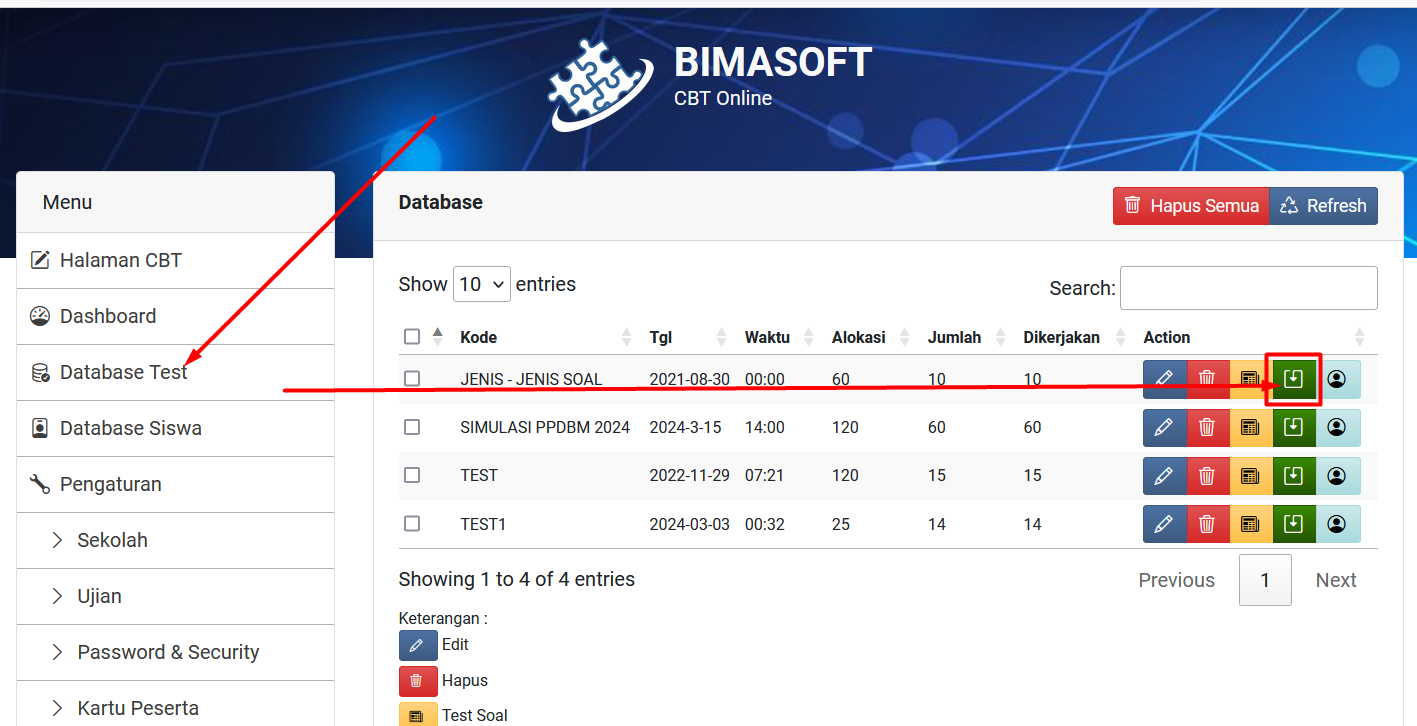 BIMASOFT
CBT Online
Menu
Halaman CBT
Dashboard
Database Test
Database Siswa
Pengaturan
Sekolah
Ujian
Password & Security
Kartu Peserta
Database
Hapus Semua Refresh
Show 10 entries
Search:
Kode Tgl Waktu Alokasi Jumlah Dikerjakan Action
JENIS - JENIS SOAL 2021-08-30 00:00 60 10 10
SIMULASI PPDBM 2024 2024-3-15 14:00 120 60 60
TEST 2022-11-29 07:21 120 15 15
TEST1 2024-03-03 00:32 25 14 14
Showing 1 to 4 of 4 entries
Previous 1 Next
Keterangan :
Edit
Hapus
Test Soal